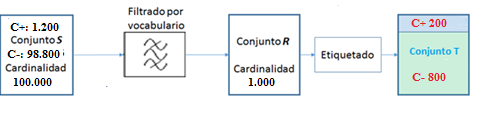 C+: 1.200
Conjunto S
C-: 98.800
Cardinalidad
100.000
Filtrado por
vocabulario
Conjunto R
Cardinalidad
1.000
Etiquetado
C+ 200
Conjunto T
C- 800